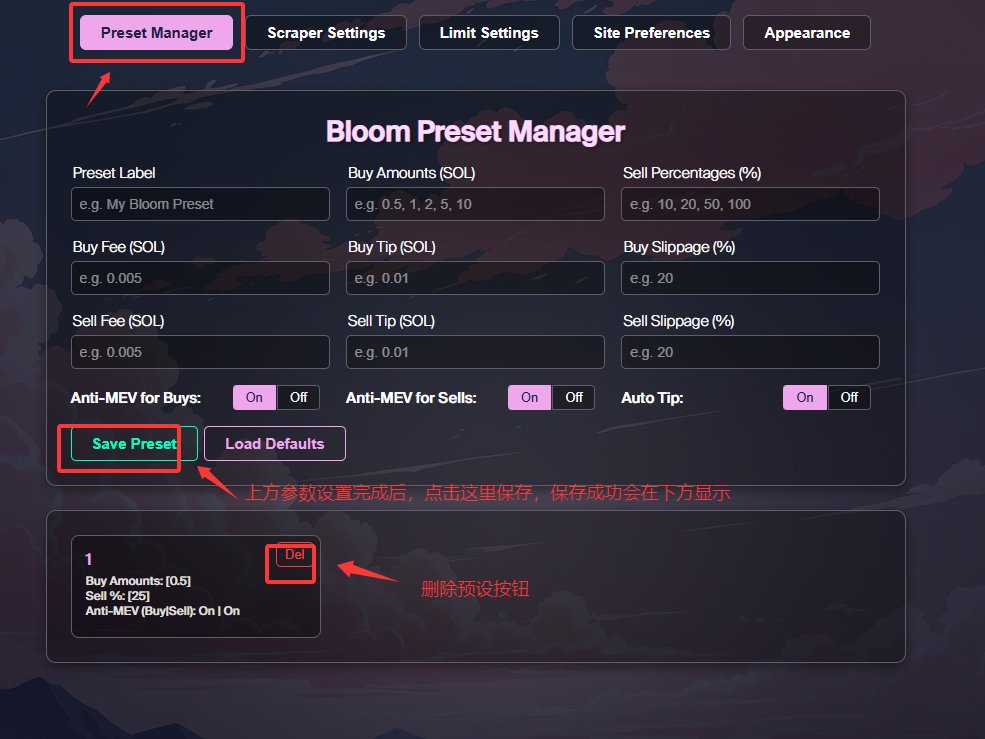 Preset Manager Scraper Settings Limit Settings Site Preferences Appearance
Bloom Preset Manager
Preset Label Buy Amounts (SOL) Sell Percentages (%)
e.g. My Bloom Preset e.g. 0.5, 1, 2, 5, 10 e.g. 10, 20, 50, 100
Buy Fee (SOL) Buy Tip (SOL) Buy Slippage (%)
e.g. 0.005 e.g. 0.01 e.g. 20
Sell Fee (SOL) Sell Tip (SOL) Sell Slippage (%)
e.g. 0.005 e.g. 0.01 e.g. 20
Anti-MEV for Buys: On Off Anti-MEV for Sells: On Off Auto Tip: On Off
Save Preset Load Defaults
上方参数设置完成后，点击这里保存，保存成功会在下方显示
1 Del
Buy Amounts: [0.5]
Sell %: [25]
Anti-MEV (Buy|Sell): On | On
删除预设按钮